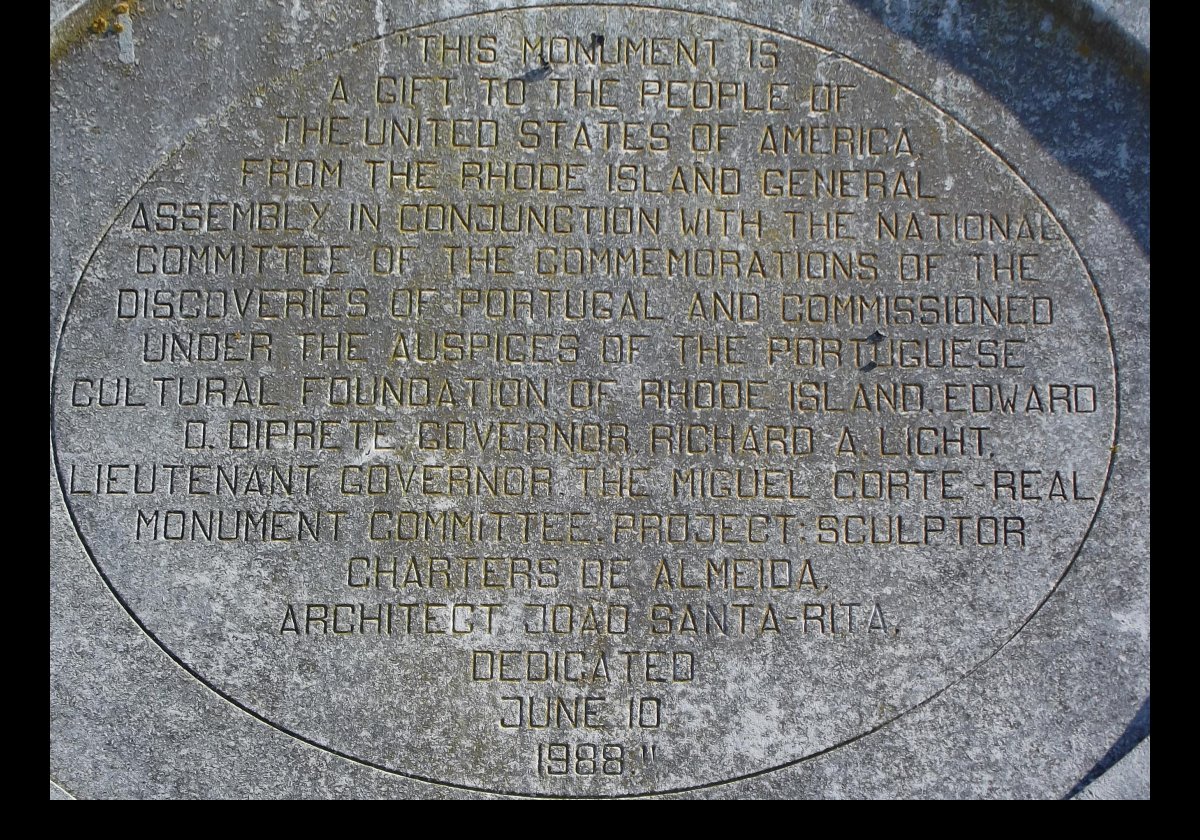 "THIS MONUMENT IS
A GIFT TO THE PEOPLE OF
THE UNITED STATES OF AMERICA,
FROM THE RHODE ISLAND GENERAL
ASSEMBLY IN CONJUNCTION WITH THE NATIONAL
COMMITTEE OF THE COMMEMORATIONS OF THE
DISCOVERIES OF PORTUGAL AND COMMISSIONED
UNDER THE AUSPICES OF THE PORTUGUESE
CULTURAL FOUNDATION OF RHODE ISLAND. EDWARD
D. DIPRETE, GOVERNOR, RICHARD A. LICHT,
LIEUTENANT GOVERNOR. THE MIGUEL CORTE-REAL
MONUMENT COMMITTEE. PROJECT: SCULPTOR
CHARTERS DE ALMEIDA.
ARCHITECT JOAO SANTA-RITA.
DEDICATED
JUNE 10
1988."